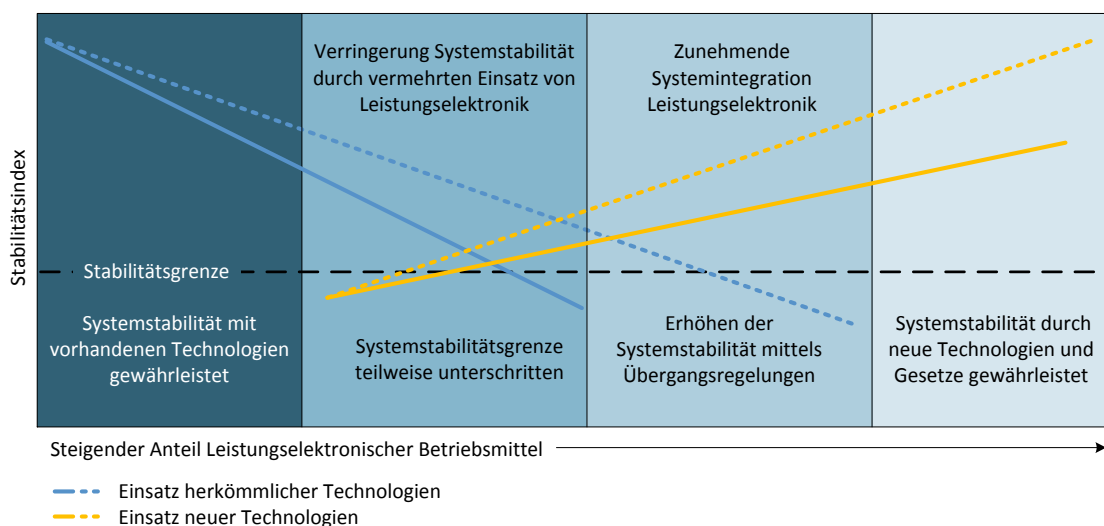 Verringerung Systemstabilität
durch vermehrten Einsatz von
Leistungselektronik
Zunehmende
Systemintegration
Leistungselektronik
Stabilitätsindex
Stabilitätsgrenze
Systemstabilität mit
vorhandenen Technologien
gewährleistet
Systemstabilitätsgrenze
teilweise unterschritten
Erhöhen der
Systemstabilität mittels
Übergangsregelungen
Systemstabilität durch
neue Technologien und
Gesetze gewährleistet
Steigender Anteil Leistungselektronischer Betriebsmittel
Einsatz herkömmlicher Technologien
Einsatz neuer Technologien